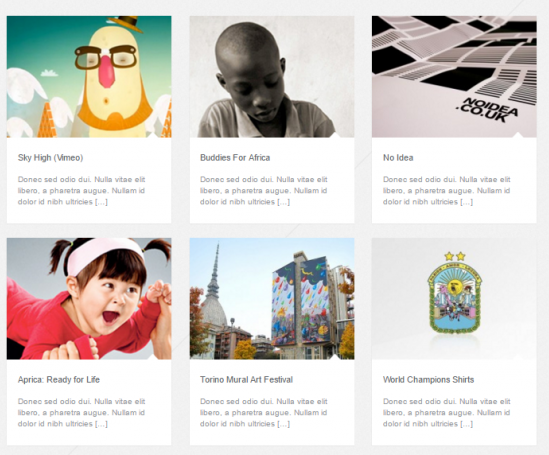 NOIDEA
.CO.UK
Sky High (Vimeo)
Buddies For Africa
No Idea
Donec sed odio dui. Nulla vitae elit
libero, a pharetra augue. Nullam id
dolor id nibh ultricies [...]
Donec sed odio dui. Nulla vitae elit
libero, a pharetra augue. Nullam id
dolor id nibh ultricies [...]
Donec sed odio dui. Nulla vitae elit
libero, a pharetra augue. Nullam id
dolor id nibh ultricies [...]
Aprica: Ready for Life
Torino Mural Art Festival
World Champions Shirts
Donec sed odio dui. Nulla vitae elit
libero, a pharetra augue. Nullam id
dolor id nibh ultricies [...]
Donec sed odio dui. Nulla vitae elit
libero, a pharetra augue. Nullam id
dolor id nibh ultricies [...]
Donec sed odio dui. Nulla vitae elit
libero, a pharetra augue. Nullam id
dolor id nibh ultricies [...]